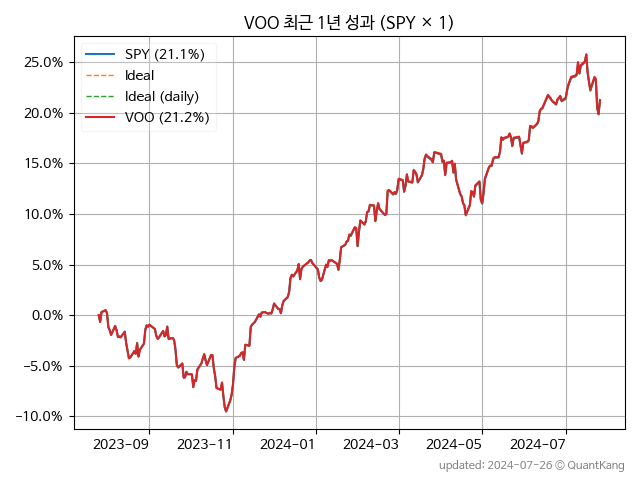 VOO 최근 1년 성과 (SPY × 1)
SPY (21.1%)
Ideal
Ideal (daily)
VOO (21.2%)
25.0%
20.0%
15.0%
10.0%
5.0%
0.0%
−5.0%
−10.0%
2023-09
2023-11
2024-01
2024-03
2024-05
2024-07
updated: 2024-07-26 © QuantKang